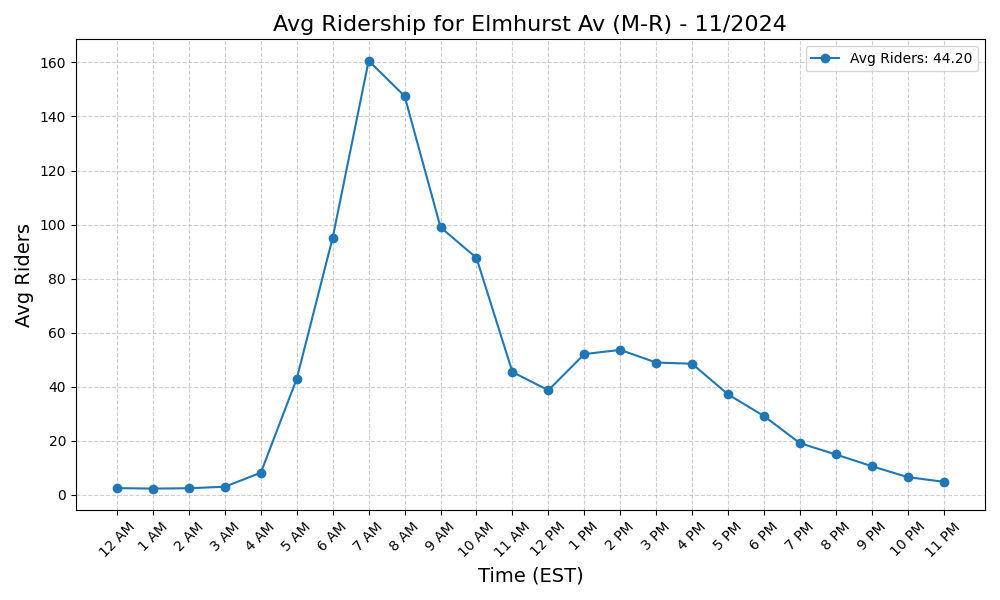 Avg Ridership for Elmhurst Av (M-R) - 11/2024
Avg Riders: 44.20
Avg Riders
160
140
120
100
80
60
40
20
0
12 AM
1 AM
2 AM
3 AM
4 AM
5 AM
6 AM
7 AM
8 AM
9 AM
10 AM
11 AM
12 PM
1 PM
2 PM
3 PM
4 PM
5 PM
6 PM
7 PM
8 PM
9 PM
10 PM
11 PM
Time (EST)